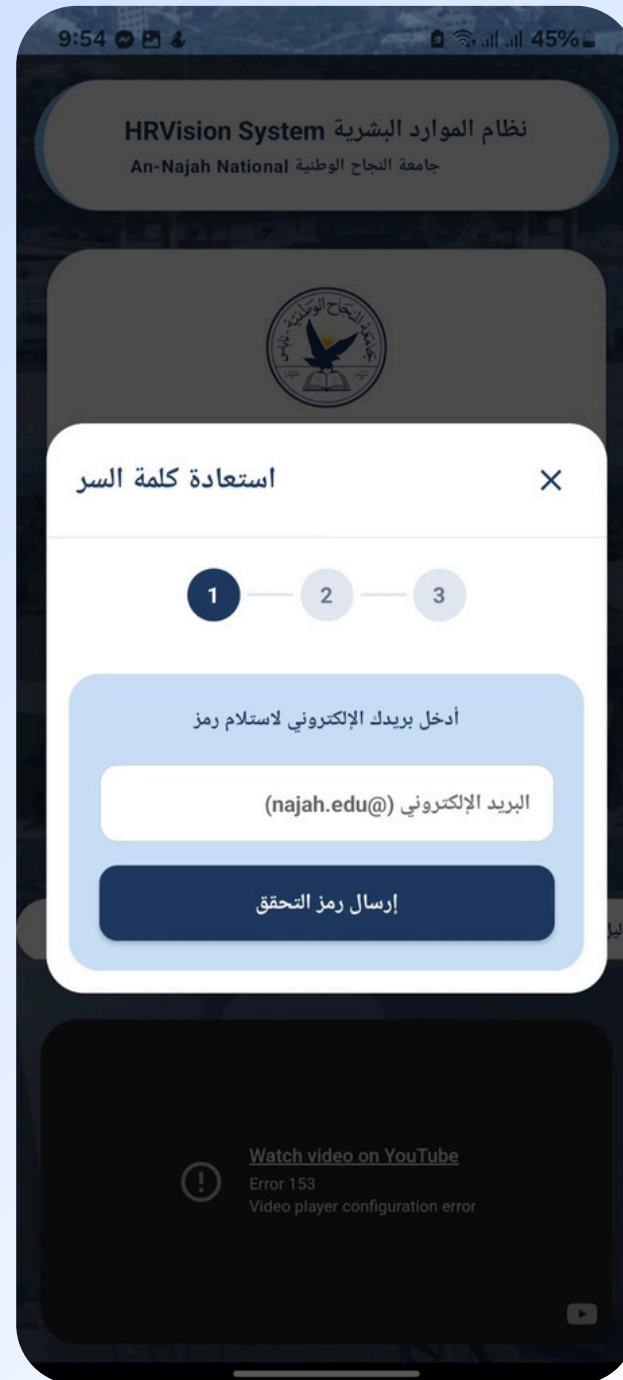 9:54
45%
نظام الموارد البشرية HRVision System
جامعة النجاح الوطنية An-Najah National
استعادة كلمة السر
1
2
3
أدخل بريدك الإلكتروني لاستلام رمز
البريد الإلكتروني (@najah.edu)
إرسال رمز التحقق
Watch video on YouTube
Error 153
Video player configuration error